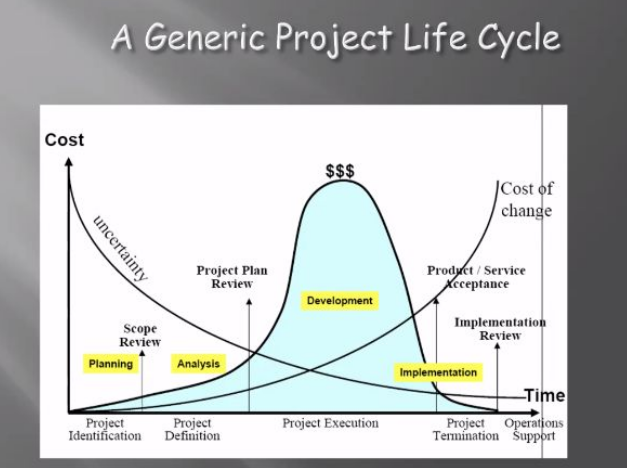 A Generic Project Life Cycle
Cost
$$$
Cost of
change
uncertainty
Project Plan
Review
Product / Service
Acceptance
Development
Scope
Review
Implementation
Review
Planning
Analysis
Implementation
Time
Project
Identification
Project
Definition
Project Execution
Project
Termination
Operations
Support